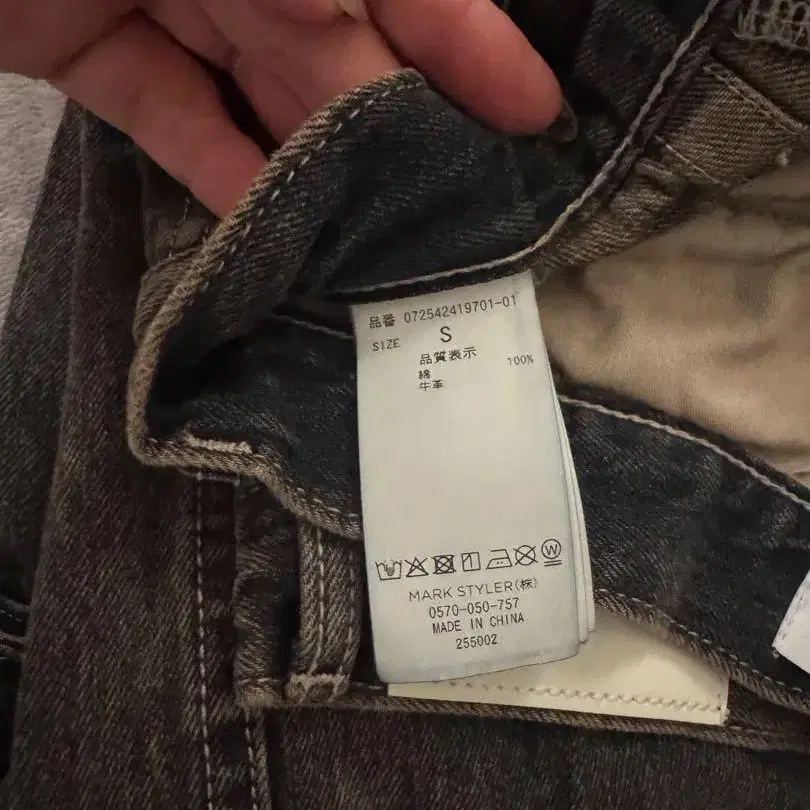 品番 072542419701-01
SIZE S
品質表示
綿 100%
牛革
W
MARK STYLER(株)
0570-050-757
MADE IN CHINA
255002